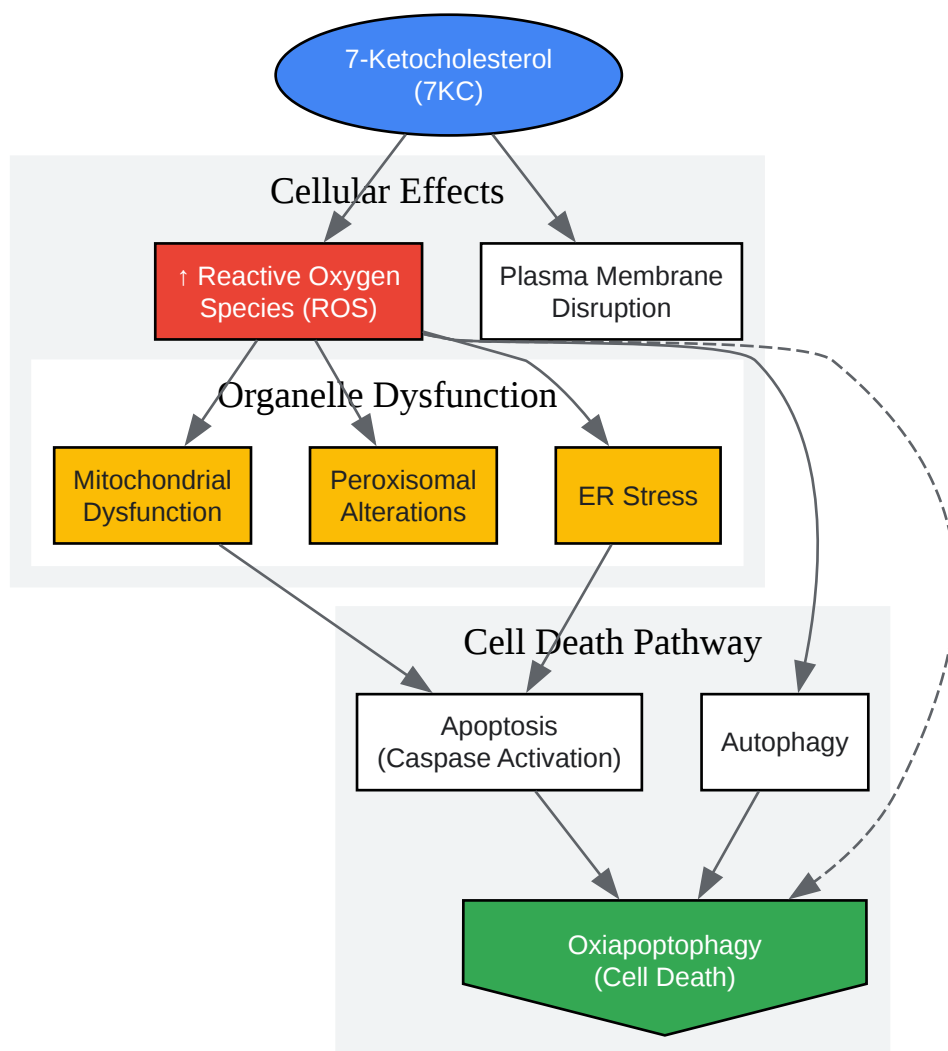 7-Ketocholesterol
(7KC)
Cellular Effects
↑ Reactive Oxygen
Species (ROS)
Plasma Membrane
Disruption
Organelle Dysfunction
Mitochondrial
Dysfunction
Peroxisomal
Alterations
ER Stress
Cell Death Pathway
Apoptosis
(Caspase Activation)
Autophagy
Oxiapoptophagy
(Cell Death)